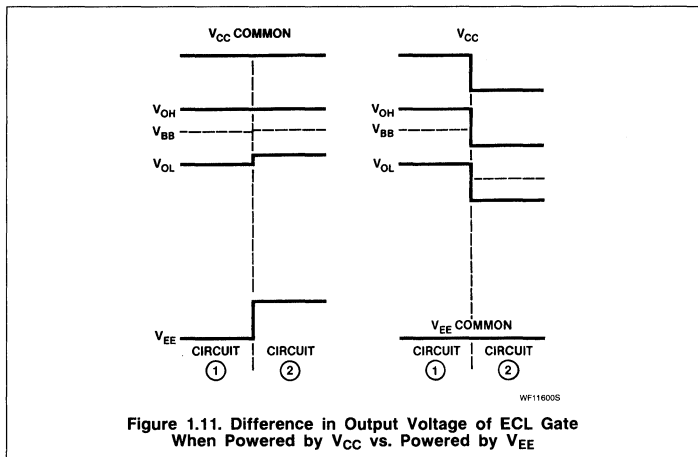 VCC COMMON
VCC
VOH
VBB
VOL
VEE
CIRCUIT
1
CIRCUIT
2
VOH
VBB
VOL
VEE COMMON
CIRCUIT
1
CIRCUIT
2
WF11600S
Figure 1.11. Difference in Output Voltage of ECL Gate
When Powered by VCC vs. Powered by VEE